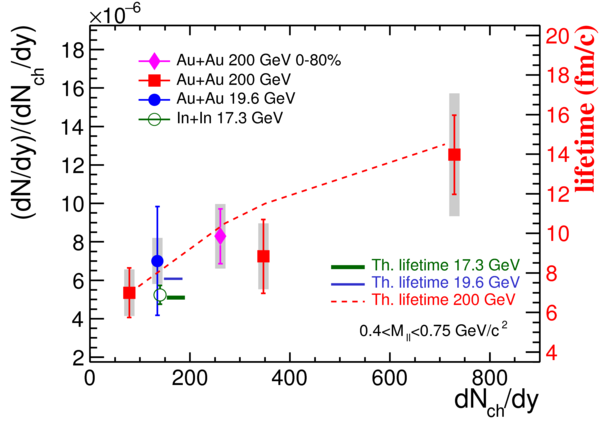 ×10⁻⁶
(dN/dy)/(dN_ch/dy)
18
16
14
12
10
8
6
4
2
Au+Au 200 GeV 0-80%
Au+Au 200 GeV
Au+Au 19.6 GeV
In+In 17.3 GeV
Th. lifetime 17.3 GeV
Th. lifetime 19.6 GeV
Th. lifetime 200 GeV
0.4<M_ll<0.75 GeV/c²
20
18
16
14
12
10
8
6
4
lifetime (fm/c)
0 200 400 600 800
dN_ch/dy